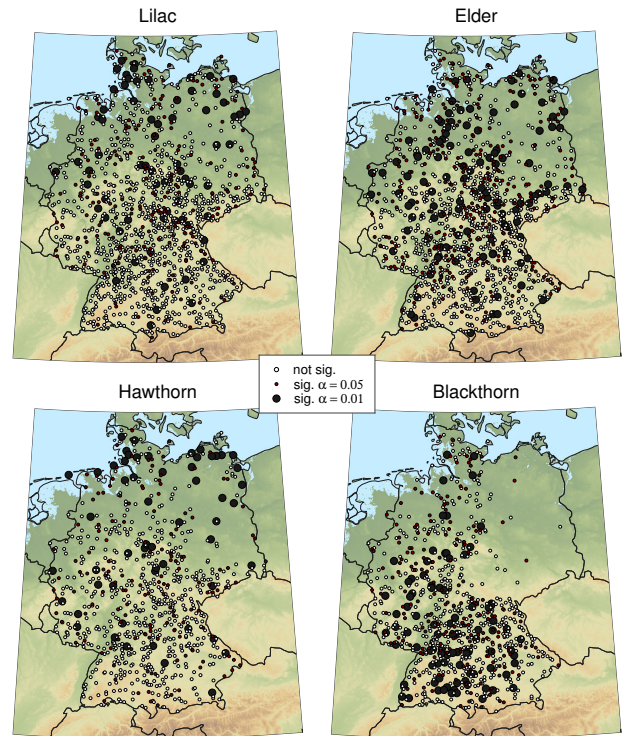 Lilac
Elder
not sig.
sig. α = 0.05
sig. α = 0.01
Hawthorn
Blackthorn